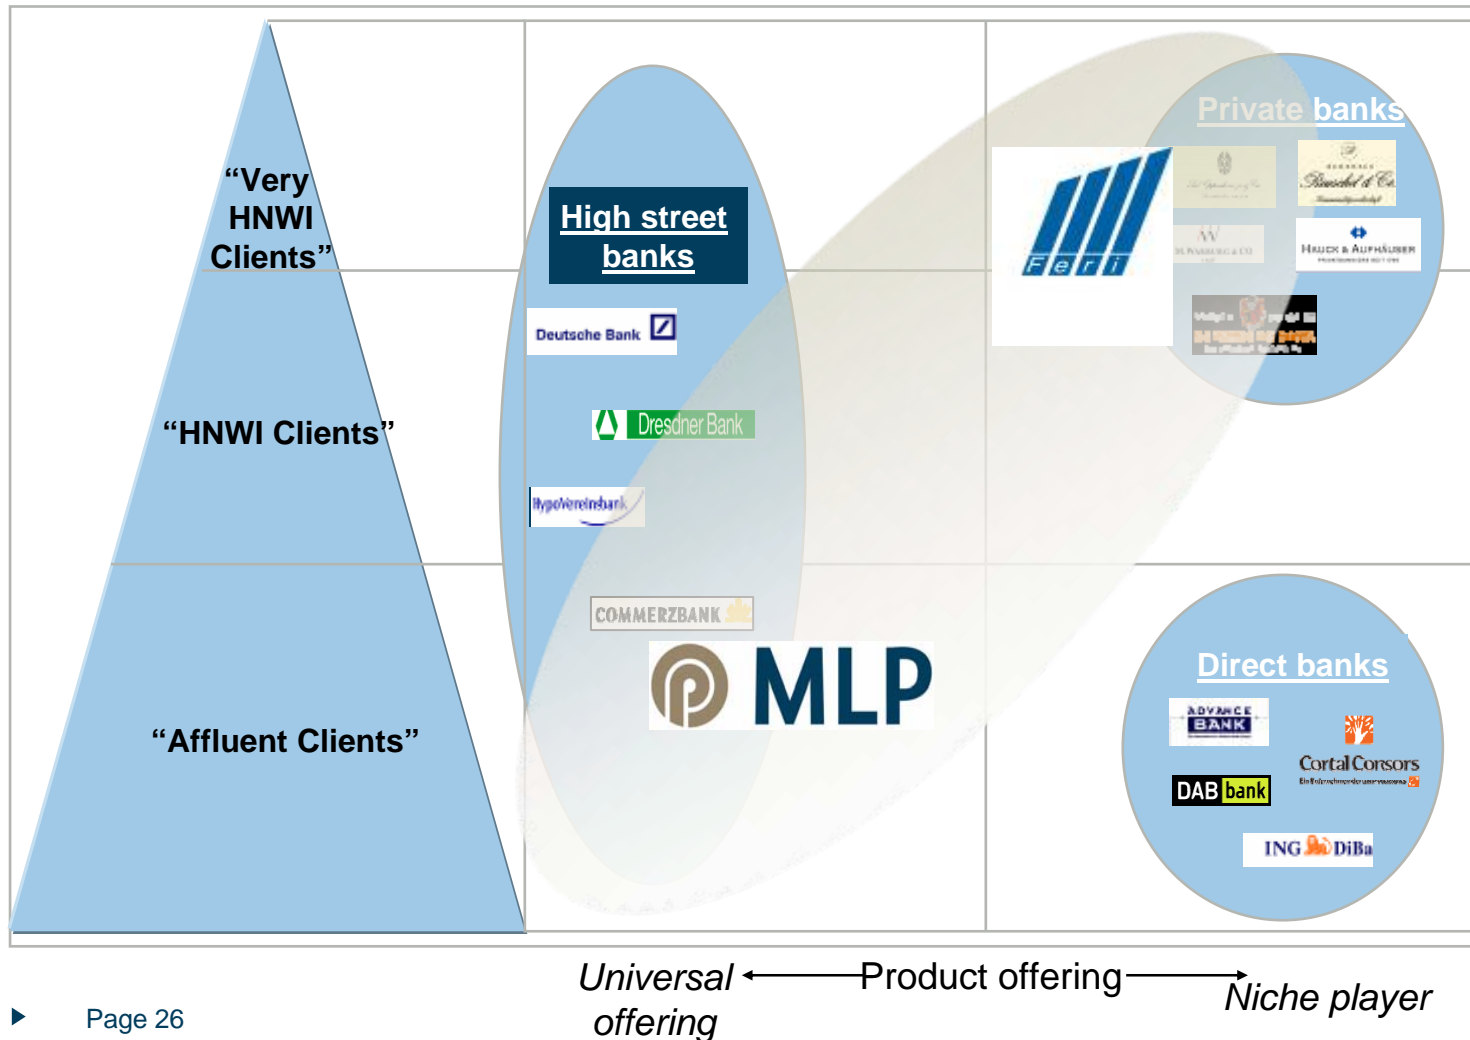 Private banks
“Very
HNWI
Clients”
High street
banks
Feri
HAUCK & AUFHÄUSER
Deutsche Bank
Dresdner Bank
“HNWI Clients”
HypoVereinsbank
COMMERZBANK
MLP
Direct banks
ADVANCE
BANK
“Affluent Clients”
Cortal Consors
DAB bank
ING DiBa
Universal
offering
Product offering
Niche player
Page 26